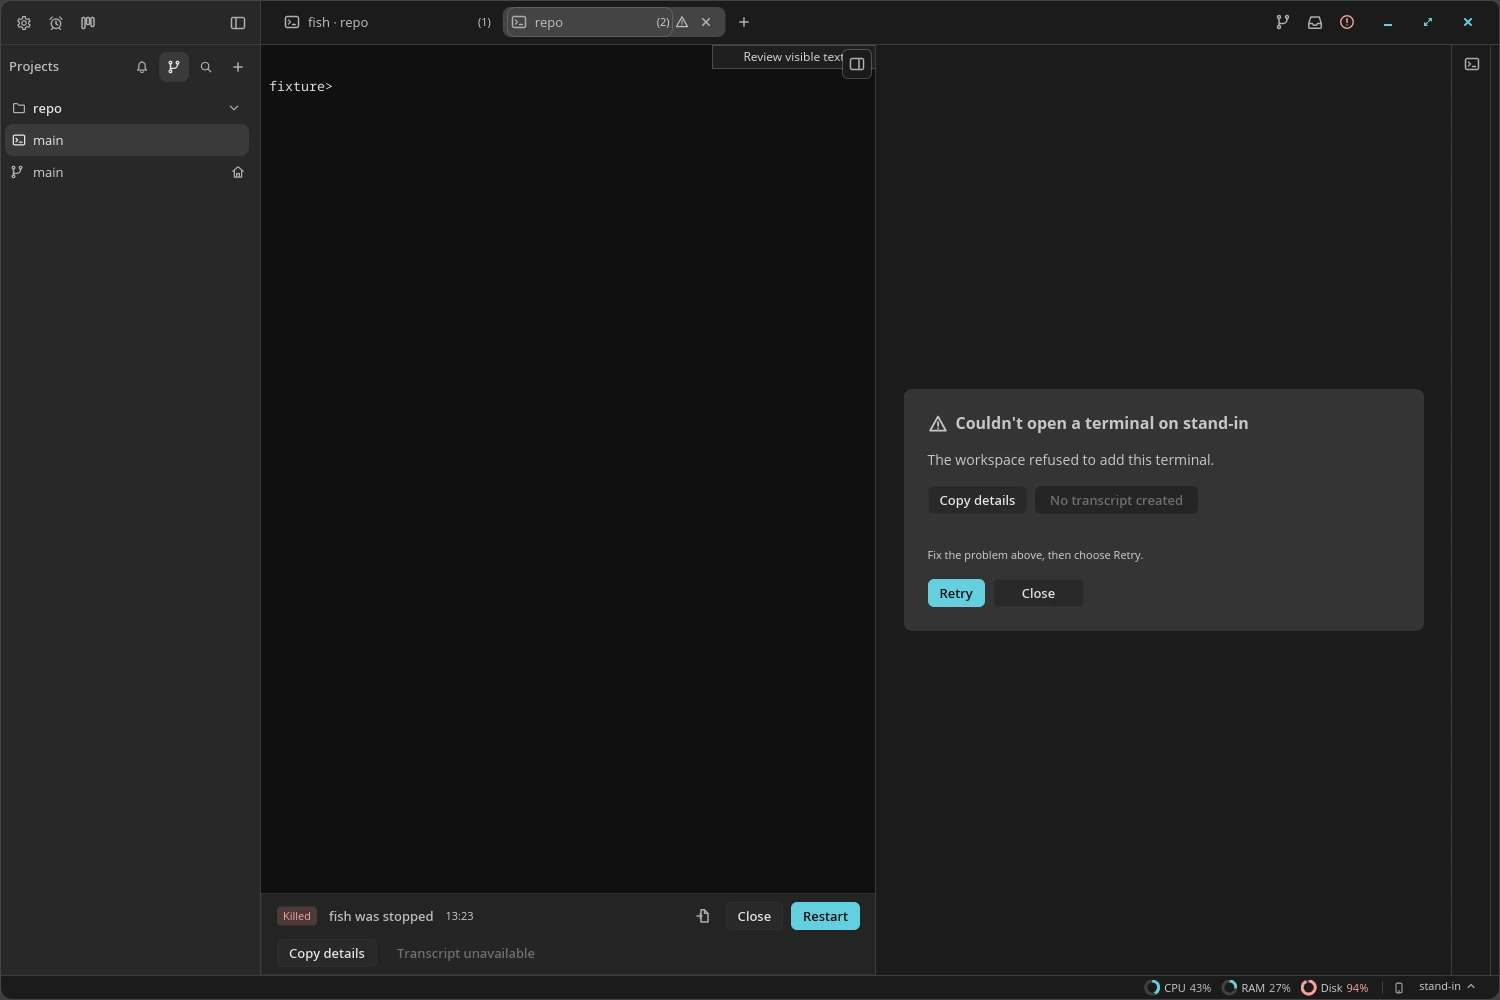 fish · repo (1)
repo (2)
Projects
Review visible text
repo
fixture>
main
main
Couldn't open a terminal on stand-in
The workspace refused to add this terminal.
Copy details No transcript created
Fix the problem above, then choose Retry.
Retry Close
Killed fish was stopped 13:23 Close Restart
Copy details Transcript unavailable
CPU 43% RAM 27% Disk 94% stand-in